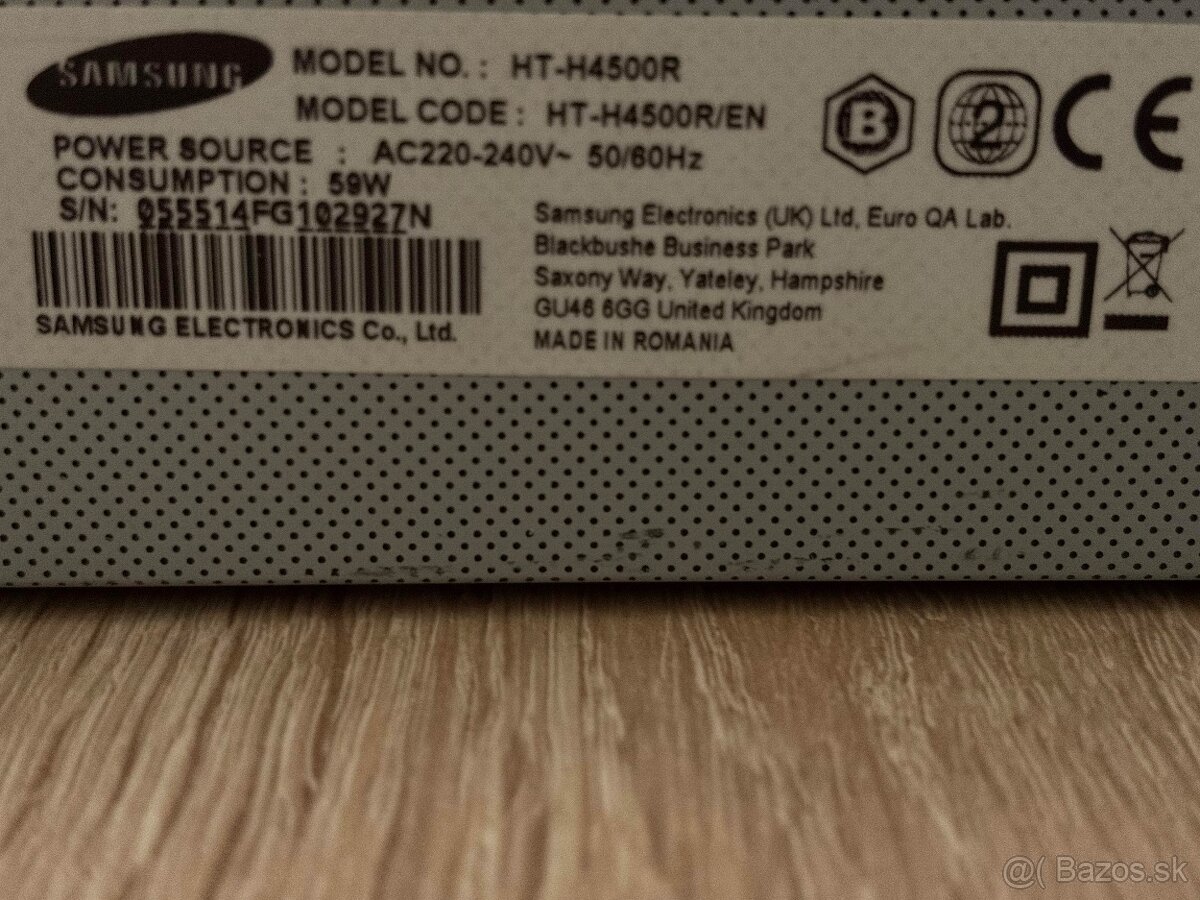 SAMSUNG
MODEL NO. : HT-H4500R
MODEL CODE : HT-H4500R/EN
POWER SOURCE : AC220-240V~ 50/60Hz
CONSUMPTION : 59W
S/N: 055514FG102927N
SAMSUNG ELECTRONICS Co., Ltd.
Samsung Electronics (UK) Ltd, Euro QA Lab.
Blackbushe Business Park
Saxony Way, Yateley, Hampshire
GU46 6GG United Kingdom
MADE IN ROMANIA
B
2
CE
@( Bazos.sk